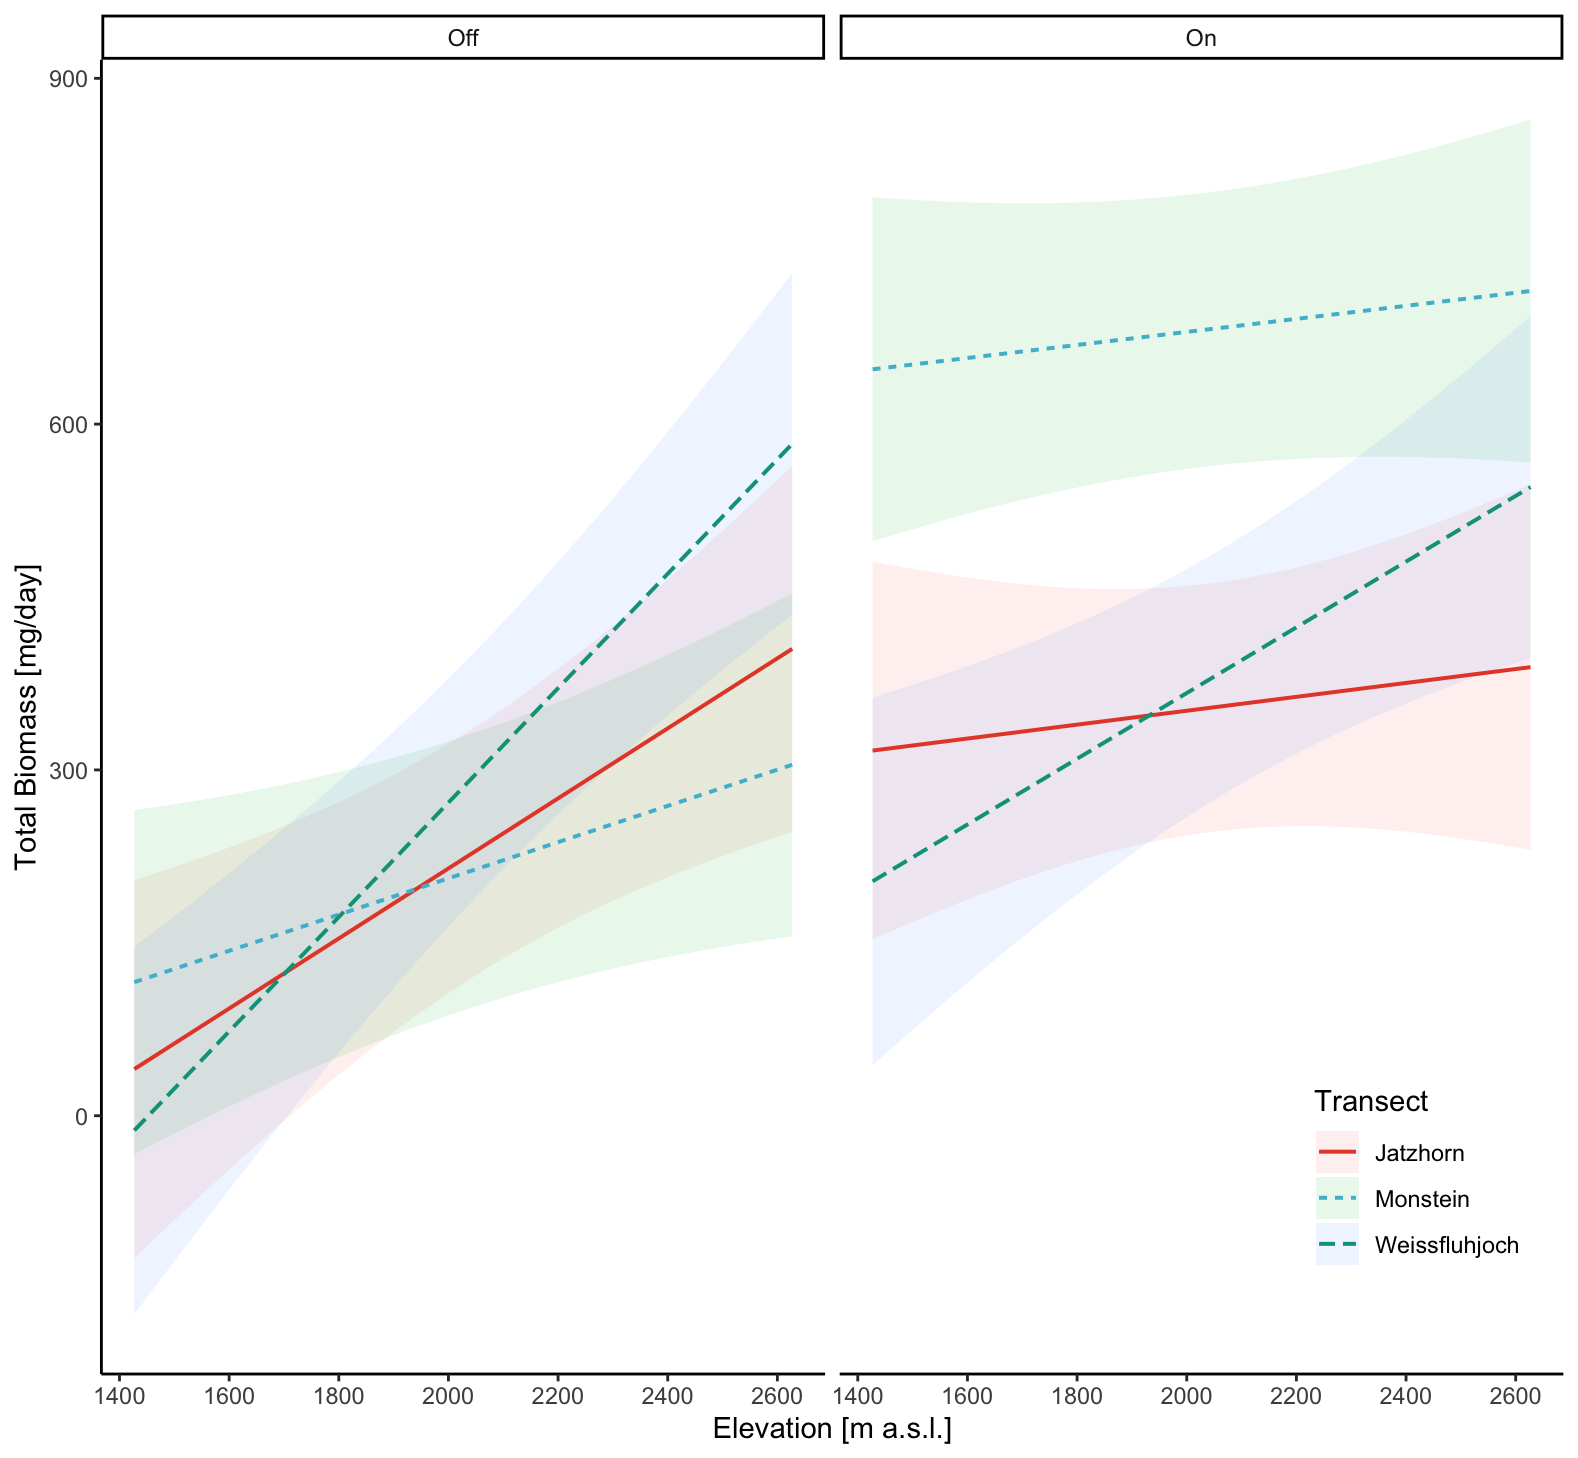 Off
On
Total Biomass [mg/day]
900
600
300
0
Transect
Jatzhorn
Monstein
Weissfluhjoch
1400 1600 1800 2000 2200 2400 2600
1400 1600 1800 2000 2200 2400 2600
Elevation [m a.s.l.]